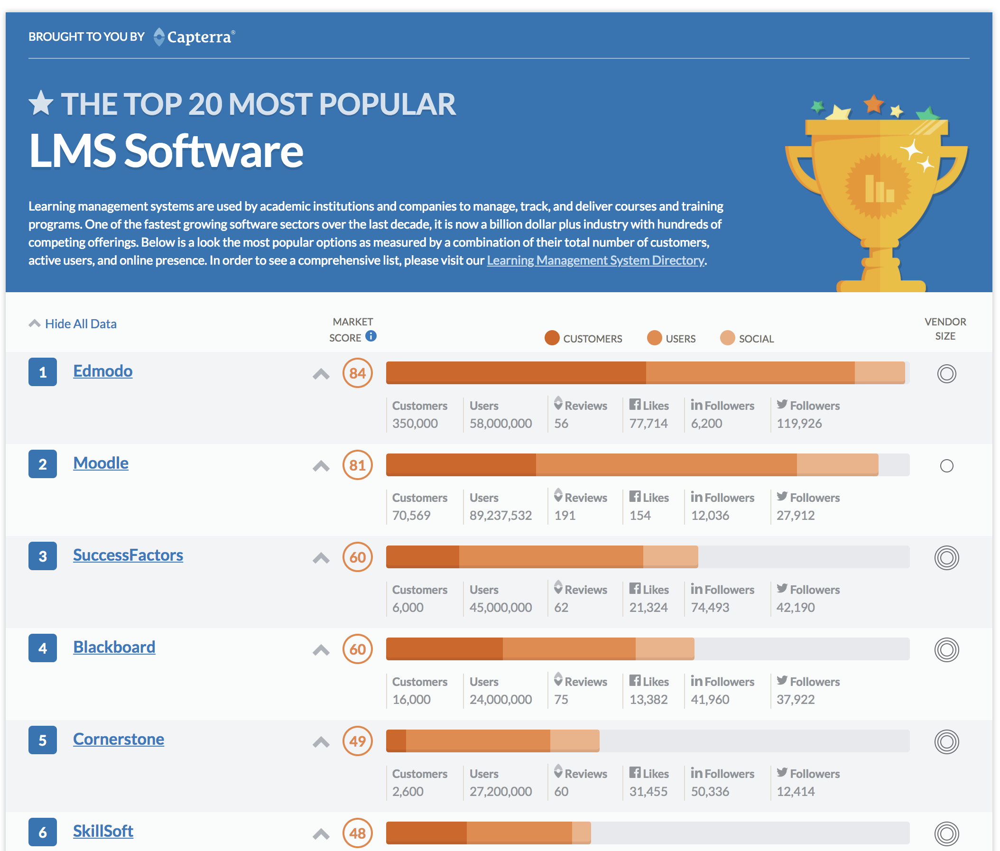 BROUGHT TO YOU BY Capterra®
THE TOP 20 MOST POPULAR
LMS Software
Learning management systems are used by academic institutions and companies to manage, track, and deliver courses and training
programs. One of the fastest growing software sectors over the last decade, it is now a billion dollar plus industry with hundreds of
competing offerings. Below is a look the most popular options as measured by a combination of their total number of customers,
active users, and online presence. In order to see a comprehensive list, please visit our Learning Management System Directory.
Hide All Data
MARKET
SCORE i
CUSTOMERS USERS SOCIAL
VENDOR
SIZE
1 Edmodo 84
Customers Users Reviews f Likes in Followers Followers
350,000 58,000,000 56 77,714 6,200 119,926
2 Moodle 81
Customers Users Reviews f Likes in Followers Followers
70,569 89,237,532 191 154 12,036 27,912
3 SuccessFactors 60
Customers Users Reviews f Likes in Followers Followers
6,000 45,000,000 62 21,324 74,493 42,190
4 Blackboard 60
Customers Users Reviews f Likes in Followers Followers
16,000 24,000,000 75 13,382 41,960 37,922
5 Cornerstone 49
Customers Users Reviews f Likes in Followers Followers
2,600 27,200,000 60 31,455 50,336 12,414
6 SkillSoft 48